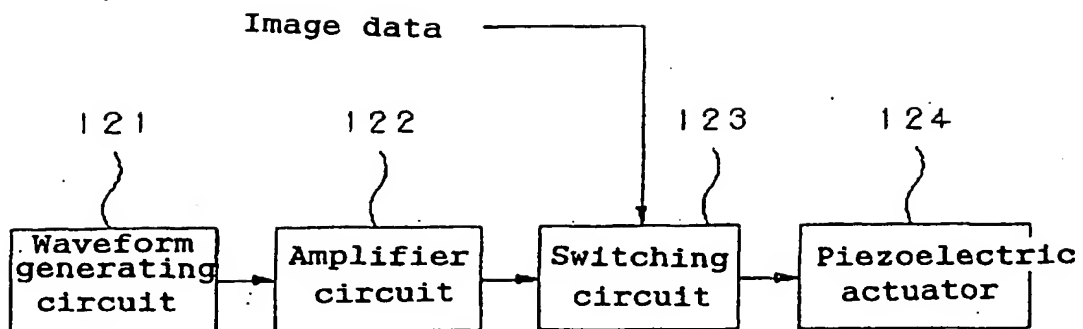 Image data
121
122
123
124
Waveform
generating
circuit
Amplifier
circuit
Switching
circuit
Piezoelectric
actuator